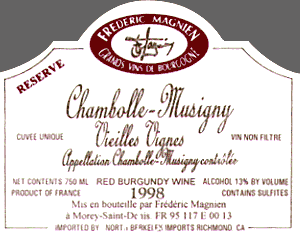 FREDERIC MAGNIEN
GRANDS VINS DE BOURGOGNE
RESERVE
Chambolle-Musigny
CUVÉE UNIQUE
Vieilles Vignes
VIN NON FILTRE
Appellation Chambolle-Musigny contrôlée
NET CONTENTS 750 ML RED BURGUNDY WINE ALCOHOL 13% BY VOLUME
PRODUCT OF FRANCE 1998 CONTAINS SULFITES
Mis en bouteille par Frédéric Magnien
à Morey-Saint-Denis FR 95 117 E 00 13
IMPORTED BY NORTH BERKELEY IMPORTS RICHMOND CA